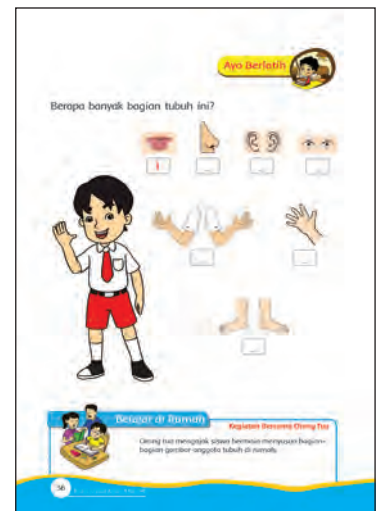 Ayo Berlatih
Berapa banyak bagian tubuh ini?
1
Belajar di Rumah
Kegiatan Bersama Orang Tua
Orang tua mengajak siswa bermain menyusun bagian-
bagian gambar anggota tubuh di rumah.
36